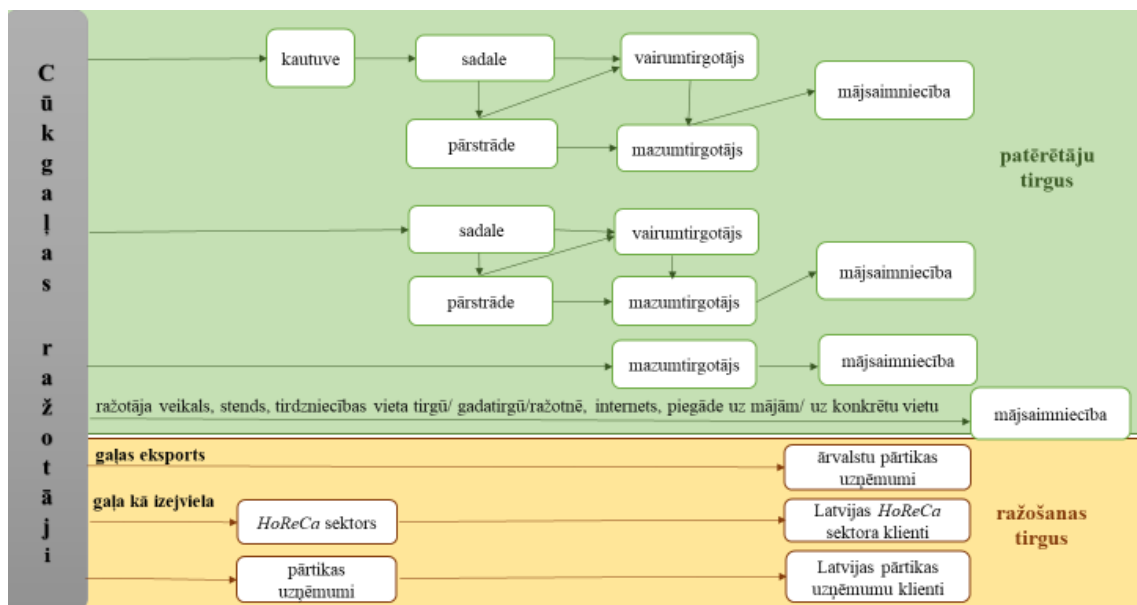 Cūkgaļas ražotāji
kautuve
sadale
vairumtirgotājs
mājsaimniecība
pārstrāde
mazumtirgotājs
patērētāju
tirgus
sadale
vairumtirgotājs
mājsaimniecība
pārstrāde
mazumtirgotājs
mazumtirgotājs
mājsaimniecība
ražotāja veikals, stends, tirdzniecības vieta tirgū/ gadatirgū/ražotnē, internets, piegāde uz mājām/ uz konkrētu vietu
mājsaimniecība
gaļas eksports
ārvalstu pārtikas
uzņēmumi
gaļa kā izejviela
HoReCa sektors
Latvijas HoReCa
sektora klienti
ražošanas
tirgus
pārtikas
uzņēmumi
Latvijas pārtikas
uzņēmumu klienti